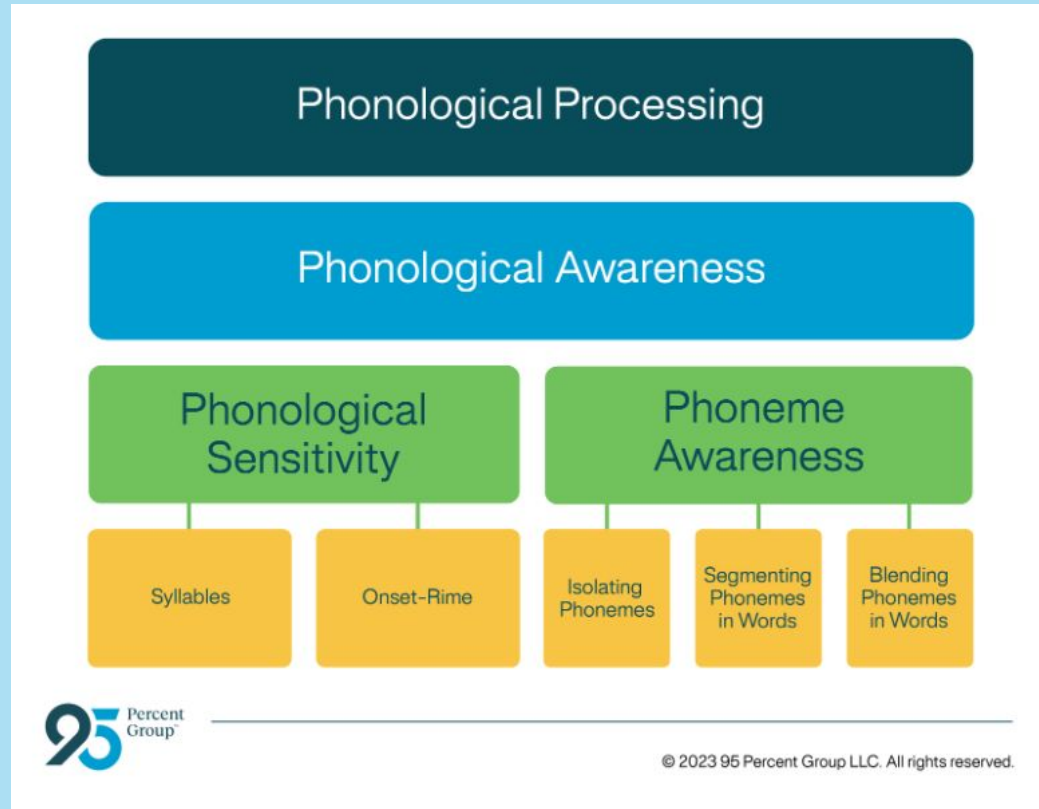 Phonological Processing
Phonological Awareness
Phonological
Sensitivity
Phoneme
Awareness
Syllables
Onset-Rime
Isolating
Phonemes
Segmenting
Phonemes
in Words
Blending
Phonemes
in Words
95 Percent
Group™
© 2023 95 Percent Group LLC. All rights reserved.